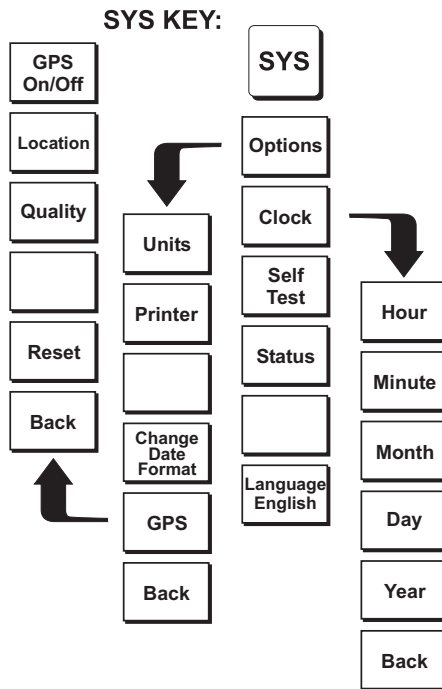 SYS KEY:
SYS
Options
Clock
Self
Test
Status
Language
English
Units
Printer
Change
Date
Format
GPS
Back
GPS
On/Off
Location
Quality
Reset
Back
Hour
Minute
Month
Day
Year
Back